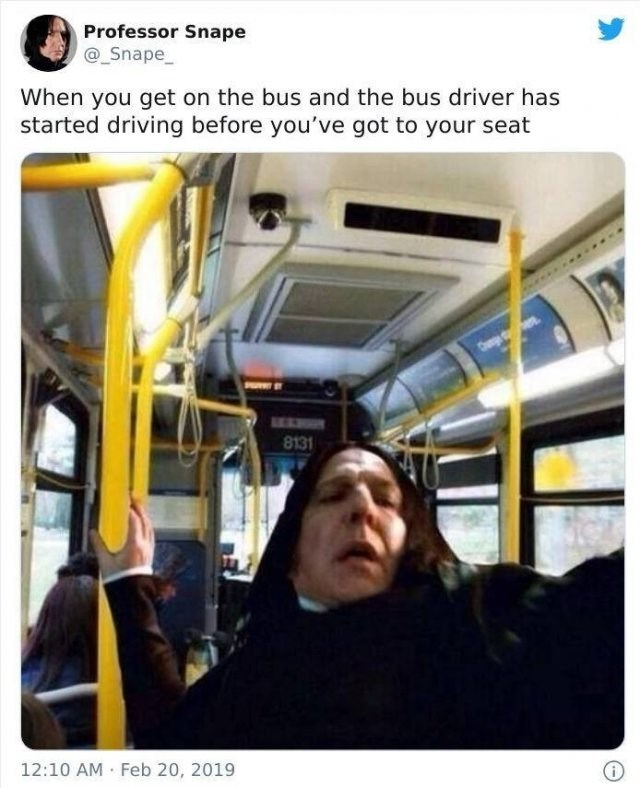 Professor Snape
@_Snape_
When you get on the bus and the bus driver has
started driving before you’ve got to your seat
8131
12:10 AM · Feb 20, 2019